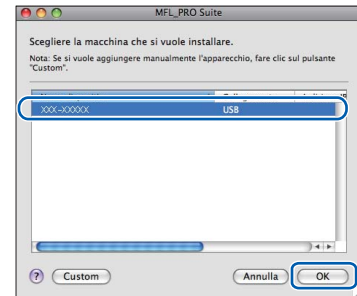 MFL_PRO Suite
Scegliere la macchina che si vuole installare.
Nota: Se si vuole aggiungere manualmente l'apparecchio, fare clic sul pulsante
"Custom".
XXX-XXXXX USB
? Custom Annulla OK